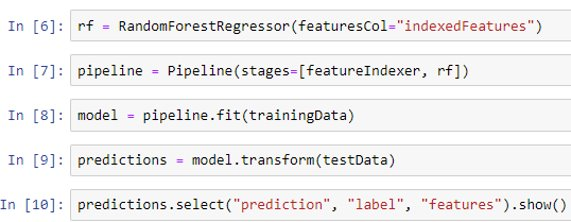 In [6]: rf = RandomForestRegressor(featuresCol="indexedFeatures")
In [7]: pipeline = Pipeline(stages=[featureIndexer, rf])
In [8]: model = pipeline.fit(trainingData)
In [9]: predictions = model.transform(testData)
In [10]: predictions.select("prediction", "label", "features").show()